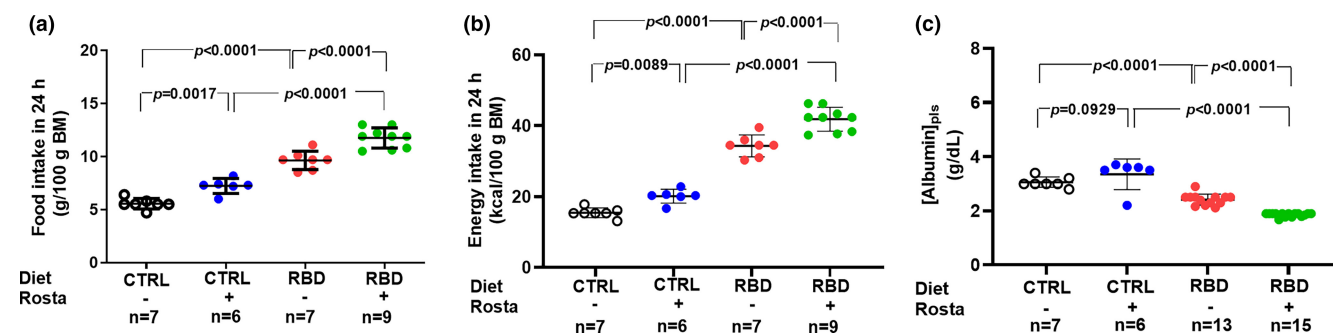 (a)
Food intake in 24 h
(g/100 g BM)
20
15
10
5
0
p<0.0001
p<0.0001
p=0.0017
p<0.0001
Diet CTRL CTRL RBD RBD
Rosta - + - +
n=7 n=6 n=7 n=9
(b)
Energy intake in 24 h
(kcal/100 g BM)
60
40
20
0
p<0.0001
p<0.0001
p=0.0089
p<0.0001
Diet CTRL CTRL RBD RBD
Rosta - + - +
n=7 n=6 n=7 n=9
(c)
[Albumin]pls
(g/dL)
6
4
2
0
p<0.0001
p<0.0001
p=0.0929
p<0.0001
Diet CTRL CTRL RBD RBD
Rosta - + - +
n=7 n=6 n=13 n=15